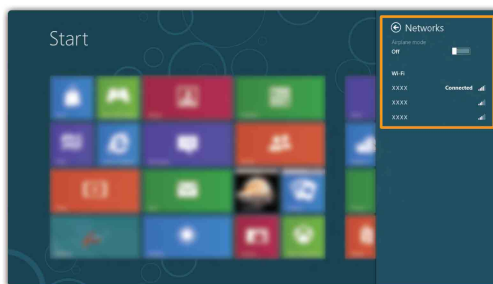 Start
Networks
Airplane mode
Off
Wi-Fi
XXXX Connected
XXXX
XXXX